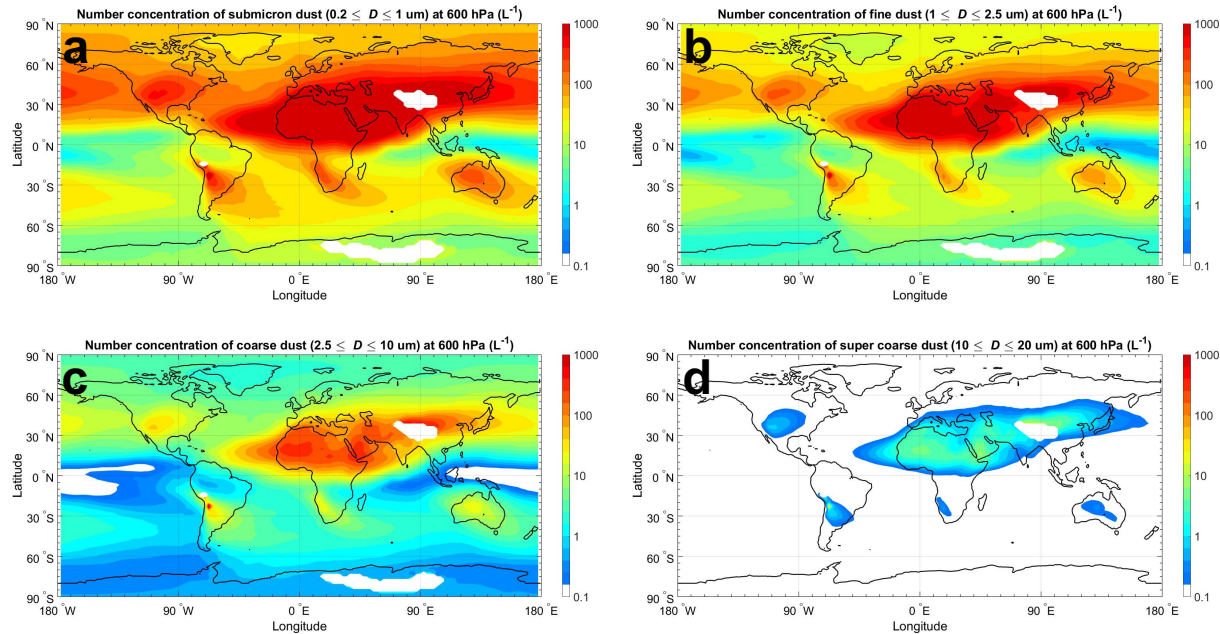 Number concentration of submicron dust (0.2 ≤ D ≤ 1 um) at 600 hPa (L⁻¹)
a
90 °N
60 °N
30 °N
0 °N
30 °S
60 °S
90 °S
180 °W
90 °W
0 °E
90 °E
180 °E
Latitude
Longitude
1000
100
10
1
0.1
Number concentration of fine dust (1 ≤ D ≤ 2.5 um) at 600 hPa (L⁻¹)
b
90 °N
60 °N
30 °N
0 °N
30 °S
60 °S
90 °S
180 °W
90 °W
0 °E
90 °E
180 °E
Latitude
Longitude
1000
100
10
1
0.1
Number concentration of coarse dust (2.5 ≤ D ≤ 10 um) at 600 hPa (L⁻¹)
c
90 °N
60 °N
30 °N
0 °N
30 °S
60 °S
90 °S
180 °W
90 °W
0 °E
90 °E
180 °E
Latitude
Longitude
1000
100
10
1
0.1
Number concentration of super coarse dust (10 ≤ D ≤ 20 um) at 600 hPa (L⁻¹)
d
90 °N
60 °N
30 °N
0 °N
30 °S
60 °S
90 °S
180 °W
90 °W
0 °E
90 °E
180 °E
Latitude
Longitude
1000
100
10
1
0.1